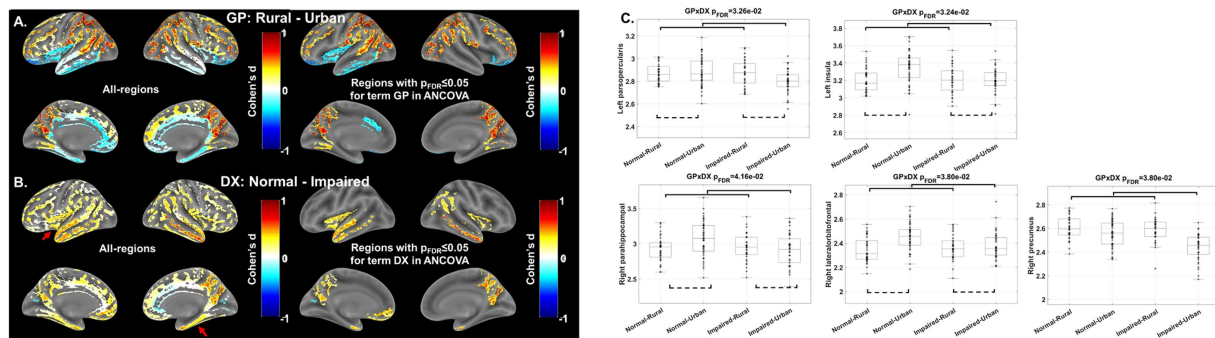 A.
GP: Rural - Urban
1
Cohen's d
-1
All-regions
Regions with pFDR≤0.05
for term GP in ANCOVA
1
Cohen's d
-1
B.
DX: Normal - Impaired
1
Cohen's d
-1
All-regions
Regions with pFDR≤0.05
for term DX in ANCOVA
1
Cohen's d
-1
C.
GPxDX pFDR=3.26e-02
Left parsopercularis
3.2
3
2.8
2.6
2.4
Normal-Rural
Normal-Urban
Impaired-Rural
Impaired-Urban
GPxDX pFDR=3.24e-02
Left insula
3.8
3.6
3.4
3.2
3
2.8
Normal-Rural
Normal-Urban
Impaired-Rural
Impaired-Urban
GPxDX pFDR=4.16e-02
Right parahippocampal
3.5
3
2.5
Normal-Rural
Normal-Urban
Impaired-Rural
Impaired-Urban
GPxDX pFDR=3.80e-02
Right lateralorbitofrontal
2.8
2.6
2.4
2.2
2
Normal-Rural
Normal-Urban
Impaired-Rural
Impaired-Urban
GPxDX pFDR=3.80e-02
Right precuneus
2.8
2.6
2.4
2.2
2
Normal-Rural
Normal-Urban
Impaired-Rural
Impaired-Urban